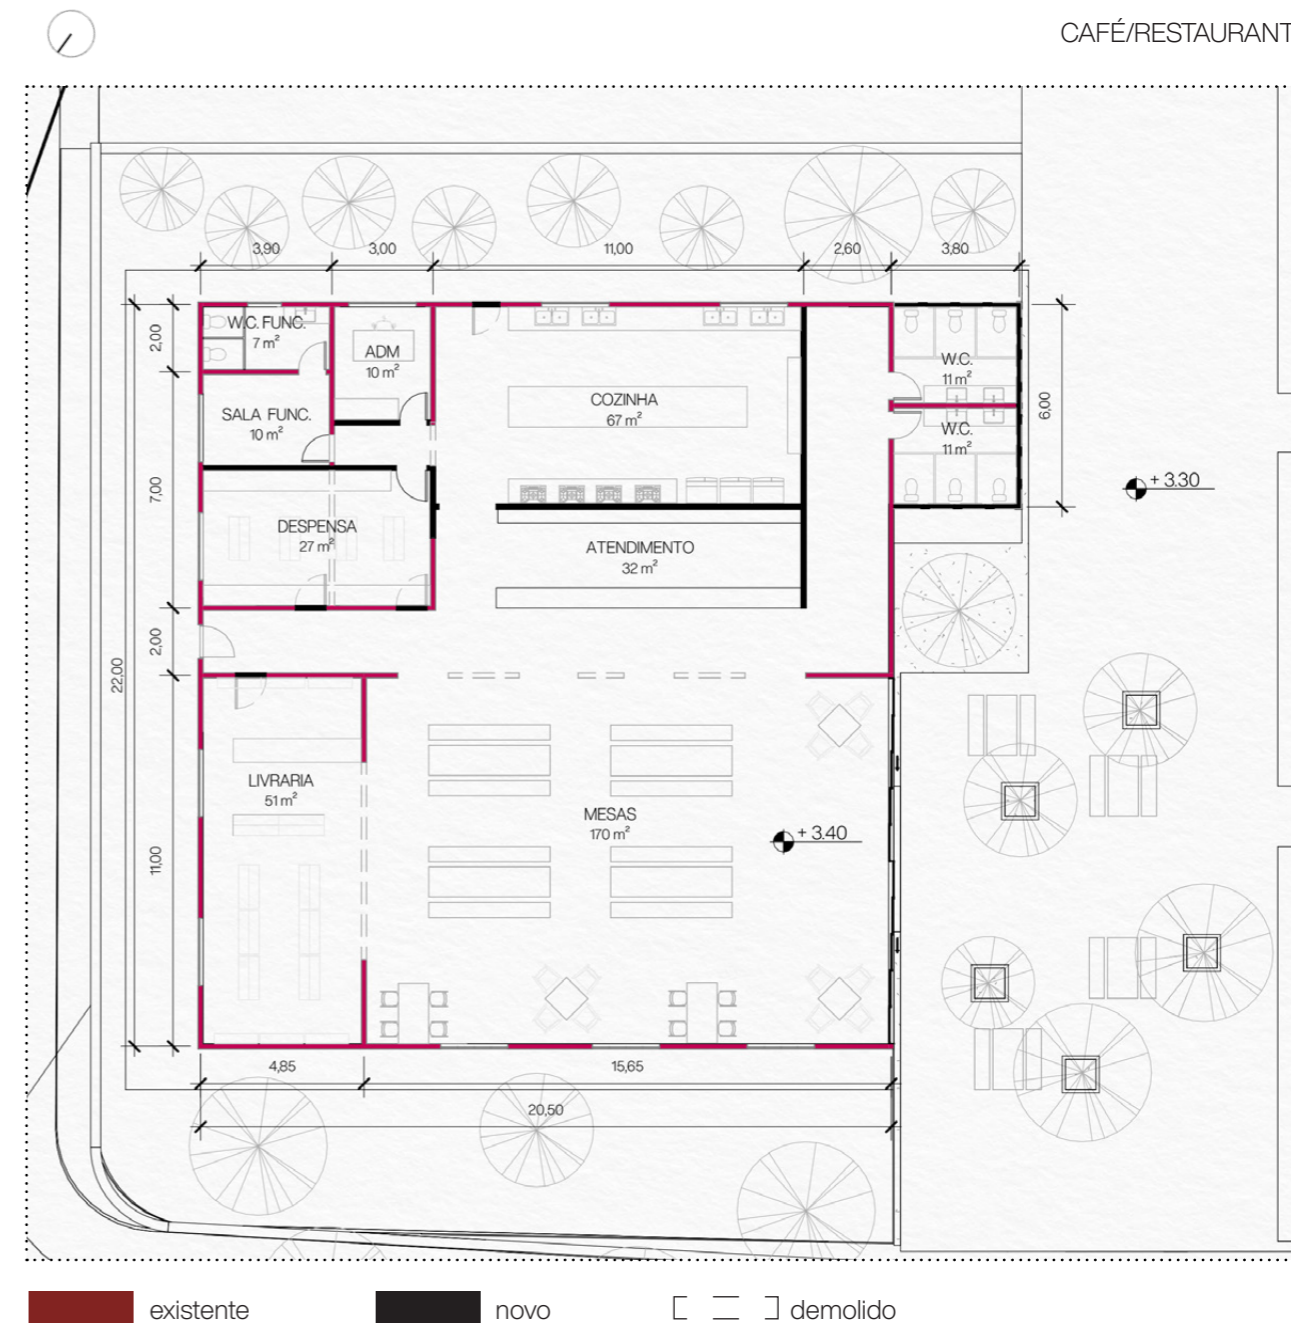 CAFÉ/RESTAURANT
3,90
3,00
11,00
2,60
3,80
2,00
7,00
2,00
22,00
11,00
6,00
W.C. FUNC.
7 m²
ADM
10 m²
SALA FUNC.
10 m²
COZINHA
67 m²
W.C.
11 m²
W.C.
11 m²
DESPENSA
27 m²
ATENDIMENTO
32 m²
+ 3.30
LIVRARIA
51 m²
MESAS
170 m²
+ 3.40
4,85
15,65
20,50
existente
novo
demolido